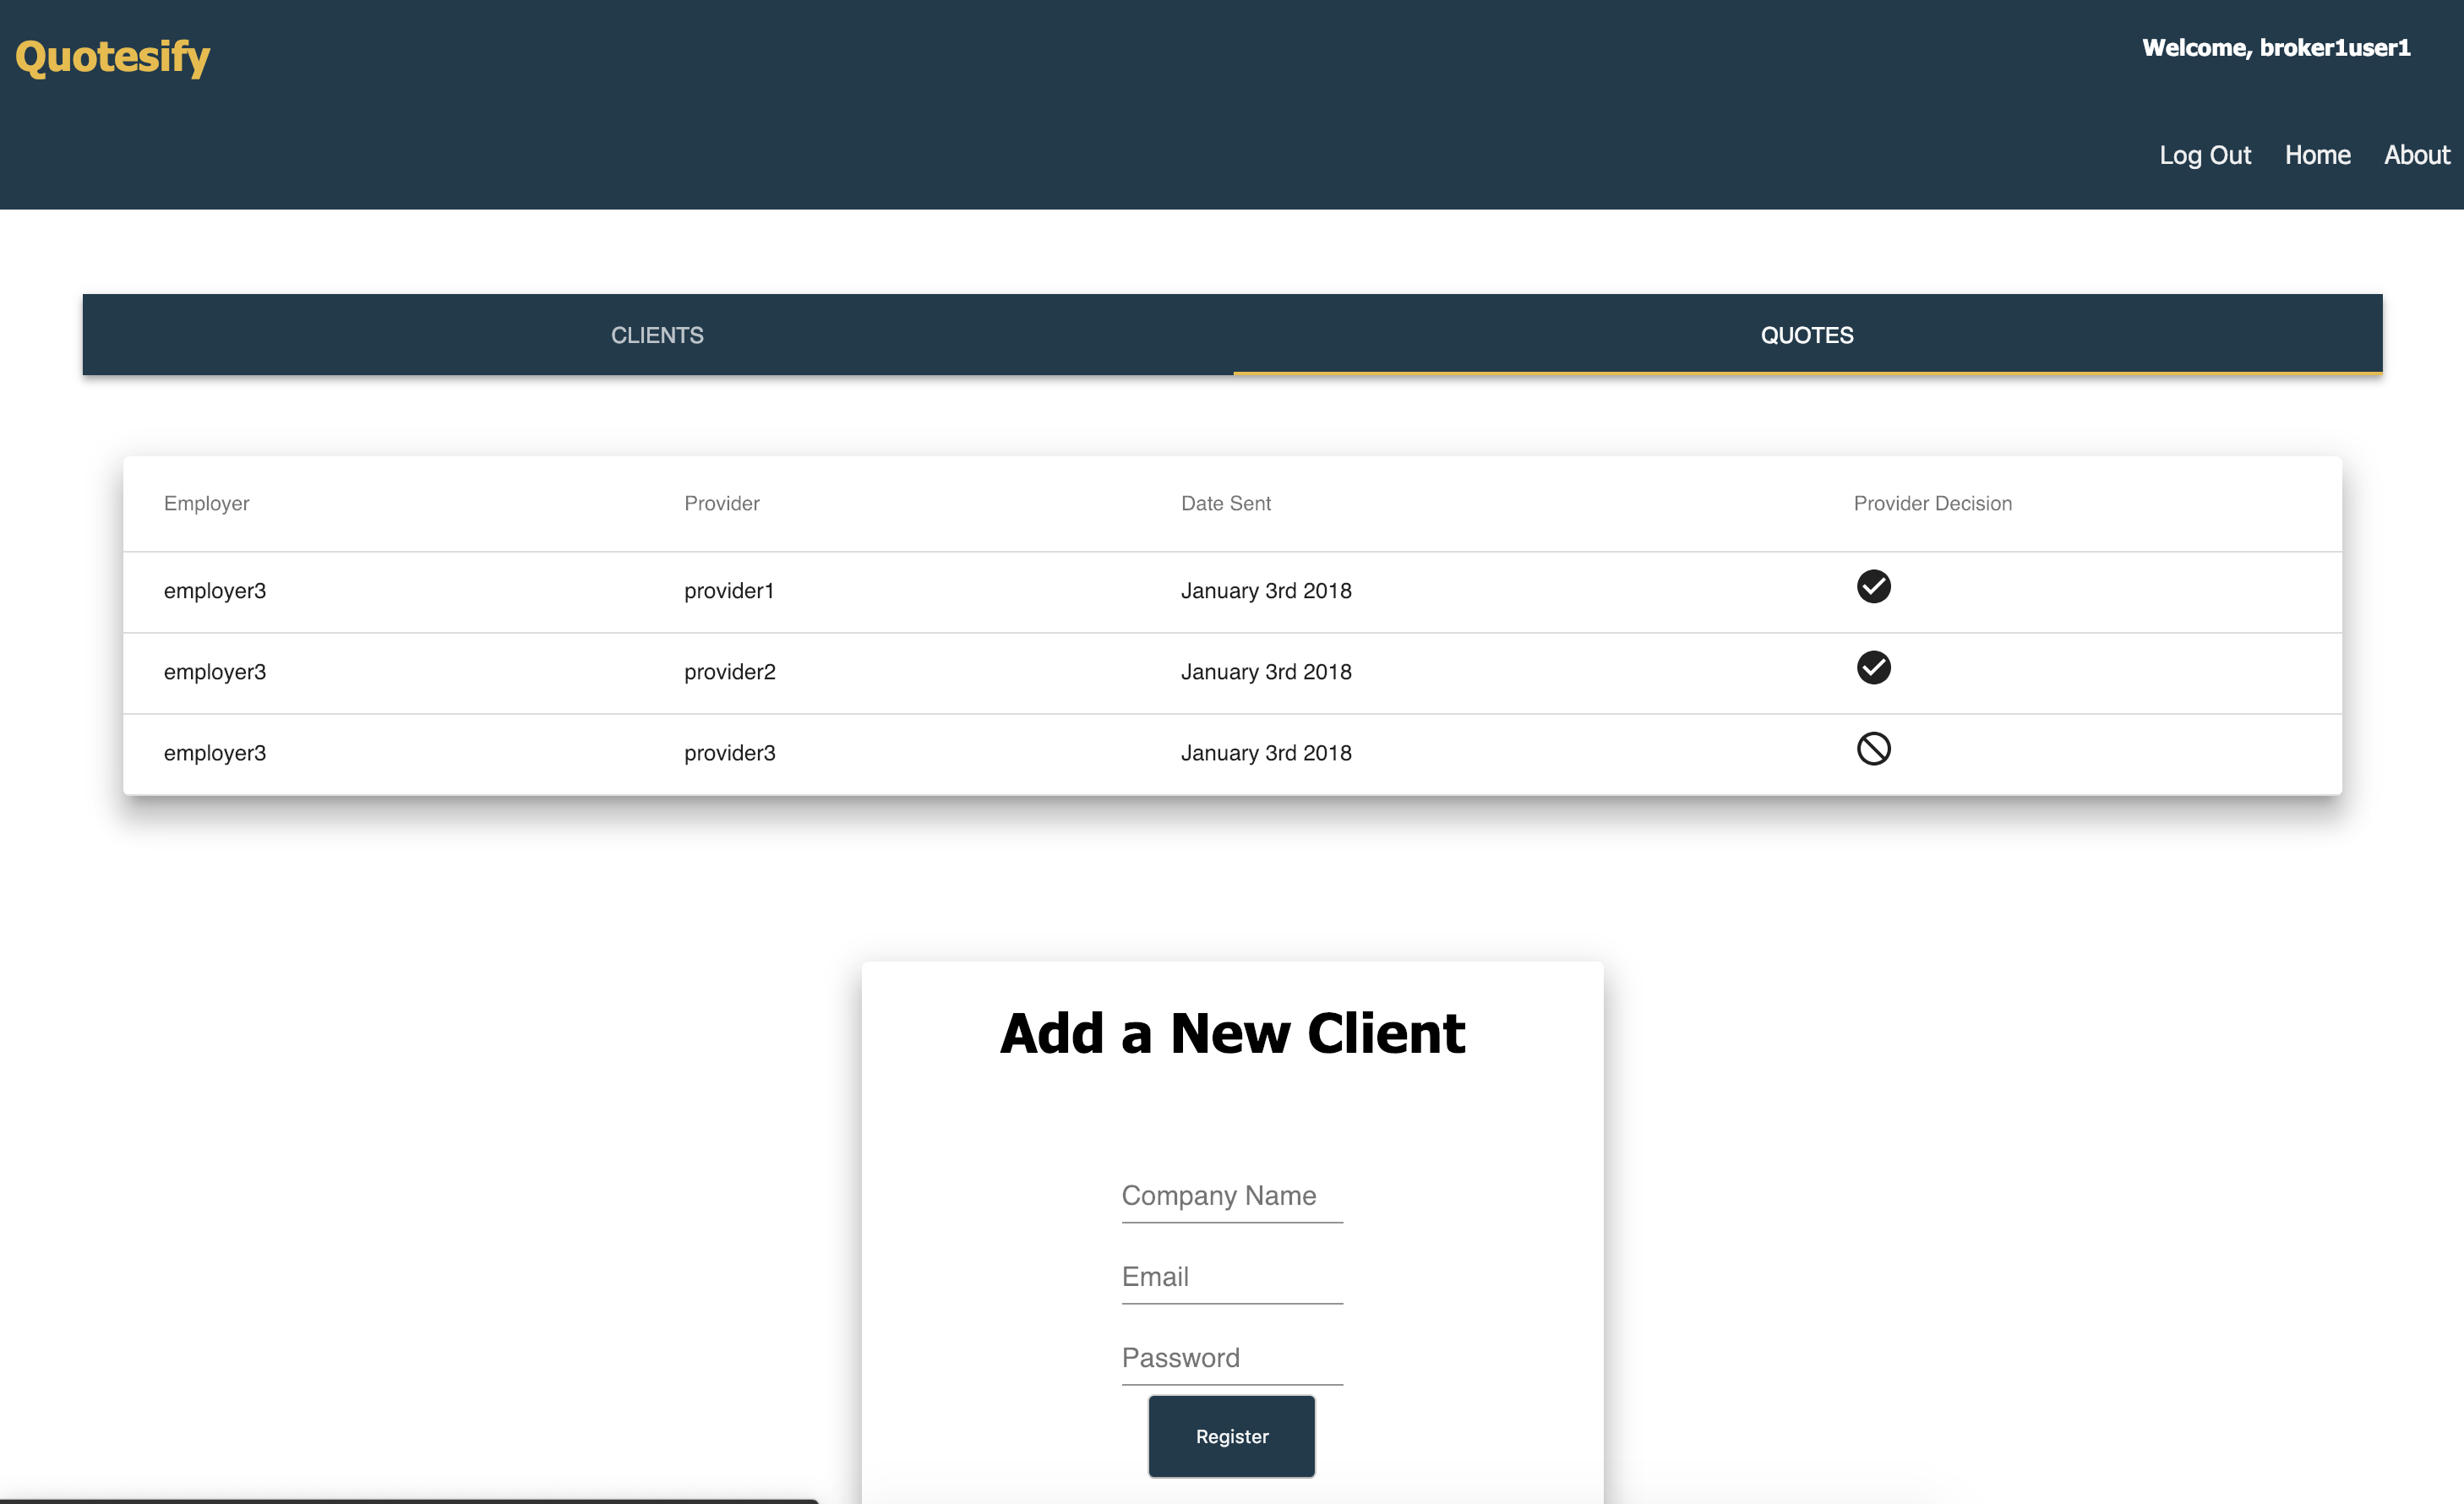 Quotesify
Welcome, broker1user1
Log Out Home About
CLIENTS QUOTES
Employer Provider Date Sent Provider Decision
employer3 provider1 January 3rd 2018
employer3 provider2 January 3rd 2018
employer3 provider3 January 3rd 2018
Add a New Client
Company Name
Email
Password
Register